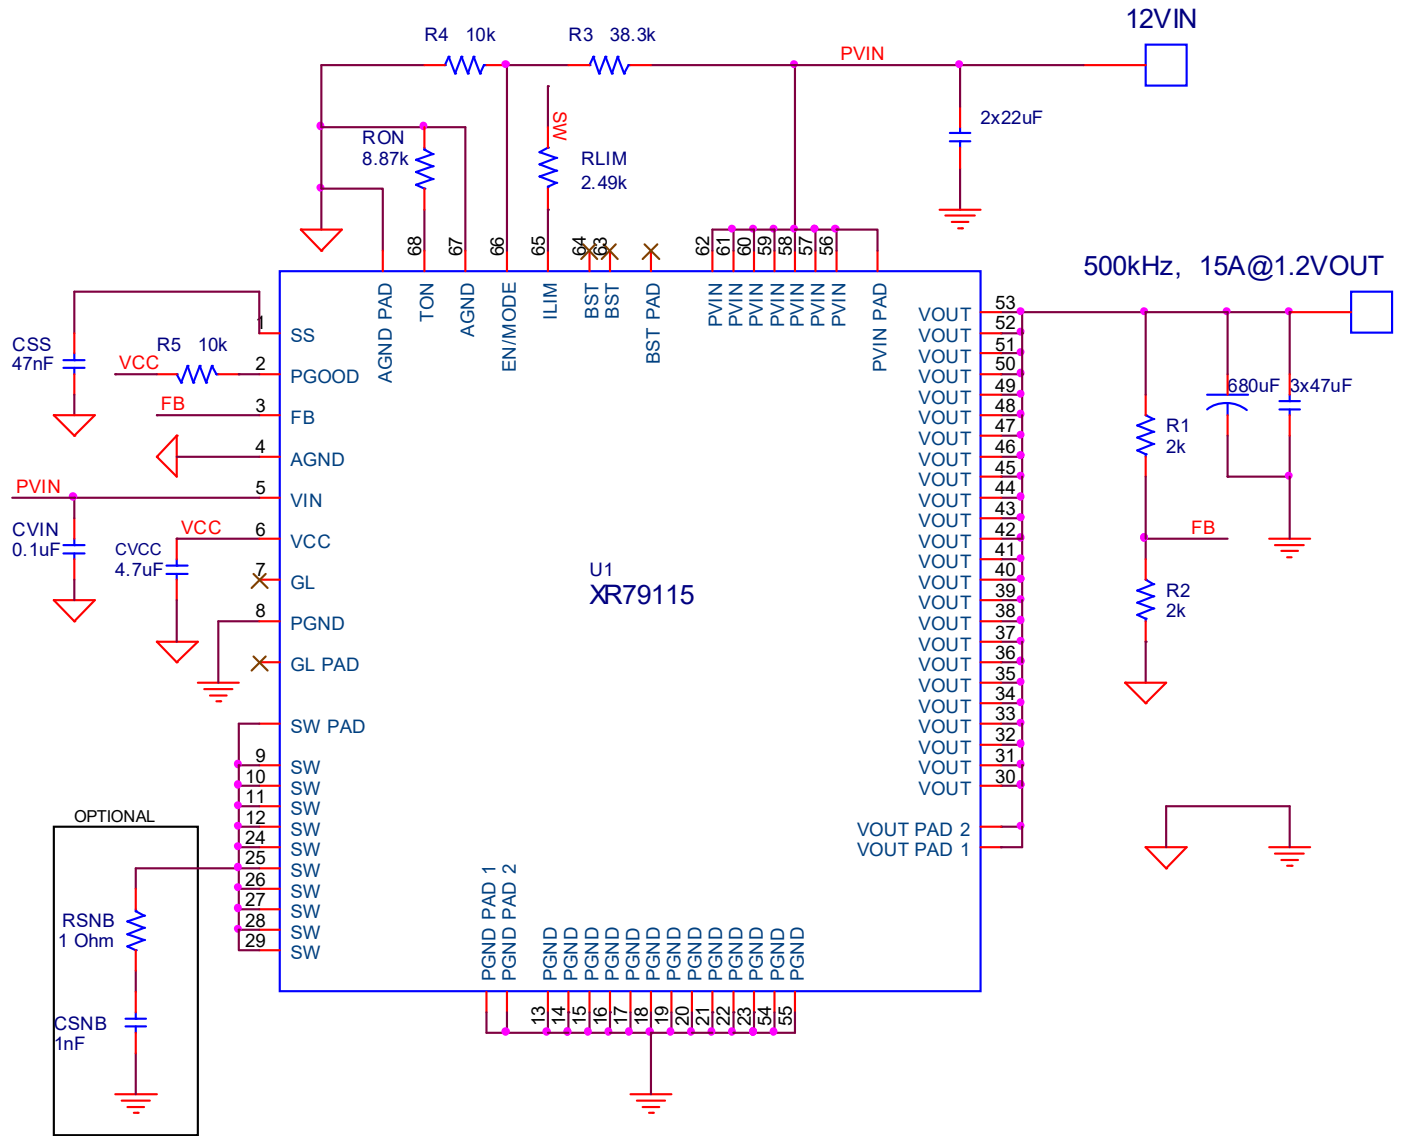 12VIN
R4 10k
R3 38.3k
PVIN
2x22uF
SW
RON
8.87k
RLIM
2.49k
68
67
66
65
64
63
62
61
60
59
58
57
56
AGND PAD
TON
AGND
EN/MODE
ILIM
BST
BST
BST PAD
PVIN
PVIN
PVIN
PVIN
PVIN
PVIN
PVIN
PVIN PAD
500kHz, 15A@1.2VOUT
CSS
47nF
R5 10k
VCC
FB
PVIN
CVIN
0.1uF
VCC
CVCC
4.7uF
1 SS
2 PGOOD
3 FB
4 AGND
5 VIN
6 VCC
7 GL
8 PGND
GL PAD
SW PAD
9 SW
10 SW
11 SW
12 SW
24 SW
25 SW
26 SW
27 SW
28 SW
29 SW
U1
XR79115
VOUT 53
VOUT 52
VOUT 51
VOUT 50
VOUT 49
VOUT 48
VOUT 47
VOUT 46
VOUT 45
VOUT 44
VOUT 43
VOUT 42
VOUT 41
VOUT 40
VOUT 39
VOUT 38
VOUT 37
VOUT 36
VOUT 35
VOUT 34
VOUT 33
VOUT 32
VOUT 31
VOUT 30
VOUT PAD 2
VOUT PAD 1
680uF
3x47uF
R1
2k
FB
R2
2k
OPTIONAL
RSNB
1 Ohm
CSNB
1nF
PGND PAD 1
PGND PAD 2
PGND
PGND
PGND
PGND
PGND
PGND
PGND
PGND
PGND
PGND
PGND
PGND
PGND
13
14
15
16
17
18
19
20
21
22
23
54
55